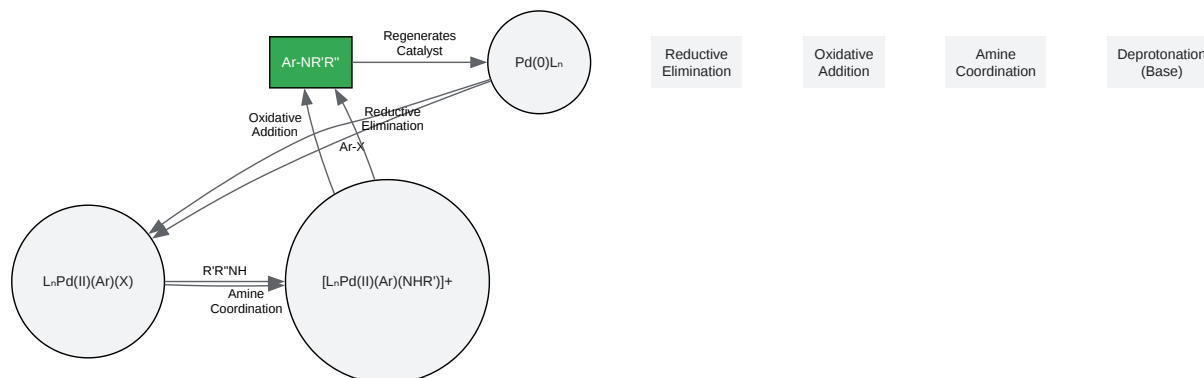 Regenerates
Catalyst
Ar-NR'R"
Pd(0)Lₙ
Reductive
Elimination
Oxidative
Addition
Amine
Coordination
Deprotonation
(Base)
Oxidative
Addition
Reductive
Elimination
Ar-X
LₙPd(II)(Ar)(X)
R'R"NH
Amine
Coordination
[LₙPd(II)(Ar)(NHR')]+